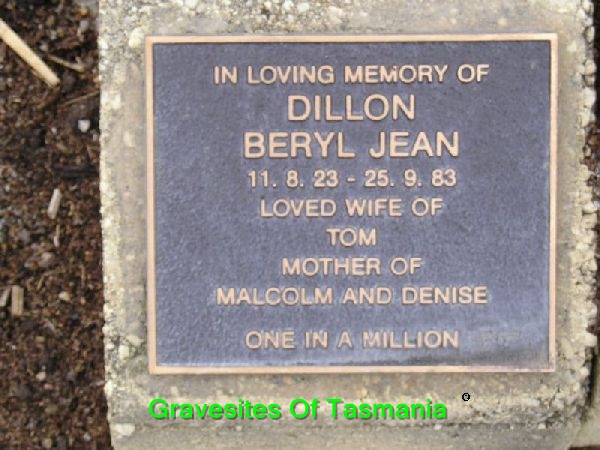 IN LOVING MEMORY OF
DILLON
BERYL JEAN
11. 8. 23 - 25. 9. 83
LOVED WIFE OF
TOM
MOTHER OF
MALCOLM AND DENISE
ONE IN A MILLION
Gravesites Of Tasmania ©